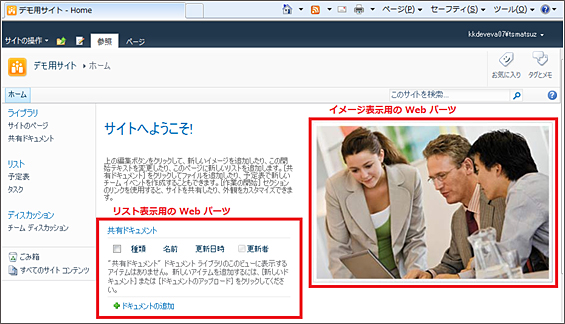 デモ用サイト - Home
ページ(P) セーフティ(S) ツール(O)
kkdeveva07¥tsmatsuz
サイトの操作 参照 ページ
デモ用サイト ホーム
お気に入り タグとメモ
ホーム
このサイトを検索...
イメージ表示用の Web パーツ
ライブラリ
サイトのページ
共有ドキュメント
リスト
予定表
タスク
ディスカッション
チーム ディスカッション
ごみ箱
すべてのサイト コンテンツ
サイトへようこそ!
上の編集ボタンをクリックして、新しいイメージを追加したり、この開
始テキストを変更したり、このページに新しいリストを追加します。[共
有ドキュメント] をクリックしてファイルを追加したり、予定表で新しい
チーム イベントを作成することもできます。[作業の開始] セクション
のリンクを使用すると、サイトを共有したり、外観をカスタマイズできま
す。
リスト表示用の Web パーツ
共有ドキュメント
種類 名前 更新日時 更新者
"共有ドキュメント" ドキュメント ライブラリのこのビューに表示する
アイテムはありません。新しいアイテムを追加するには、[新しいド
キュメント] または [ドキュメントのアップロード] をクリックしてくださ
い。
ドキュメントの追加